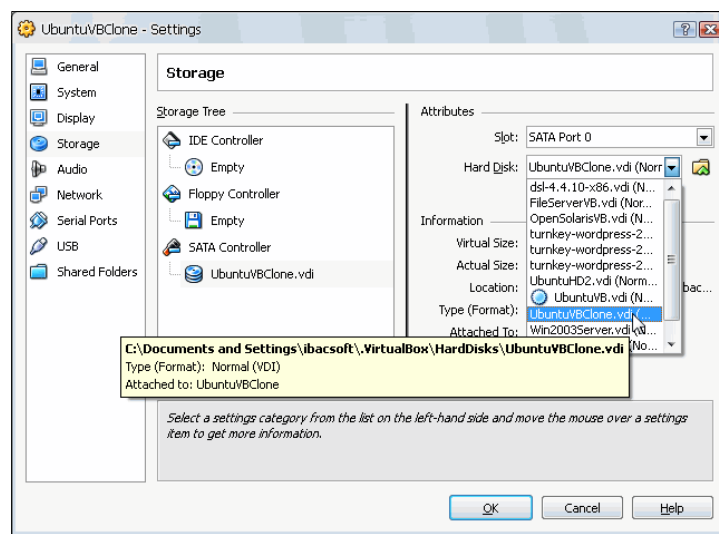 UbuntuVBClone - Settings
General
System
Display
Storage
Audio
Network
Serial Ports
USB
Shared Folders
Storage
Storage Tree
IDE Controller
Empty
Floppy Controller
Empty
SATA Controller
UbuntuVBClone.vdi
Attributes
Slot: SATA Port 0
Hard Disk: UbuntuVBClone.vdi (Norr
dsl-4.4.10-x86.vdi (N...
FileServerVB.vdi (Nor...
OpenSolarisVB.vdi (N...
turnkey-wordpress-2...
turnkey-wordpress-2...
turnkey-wordpress-2...
UbuntuHD2.vdi (Norm...
UbuntuVB.vdi (N...
UbuntuVBClone.vdi (...
Win2003Server.vdi (N...
(No...
Information
Virtual Size:
Actual Size:
Location:
bac...
Type (Format):
Attached To:
C:\Documents and Settings\ibacsoft\.VirtualBox\HardDisks\UbuntuVBClone.vdi
Type (Format): Normal (VDI)
Attached to: UbuntuVBClone
Select a settings category from the list on the left-hand side and move the mouse over a settings
item to get more information.
OK
Cancel
Help